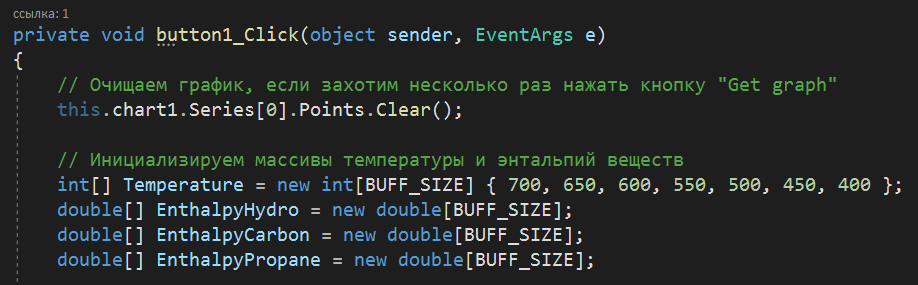 ссылка: 1
private void button1_Click(object sender, EventArgs e)
{
// Очищаем график, если захотим несколько раз нажать кнопку "Get graph"
this.chart1.Series[0].Points.Clear();
// Инициализируем массивы температуры и энтальпий веществ
int[] Temperature = new int[BUFF_SIZE] { 700, 650, 600, 550, 500, 450, 400 };
double[] EnthalpyHydro = new double[BUFF_SIZE];
double[] EnthalpyCarbon = new double[BUFF_SIZE];
double[] EnthalpyPropane = new double[BUFF_SIZE];